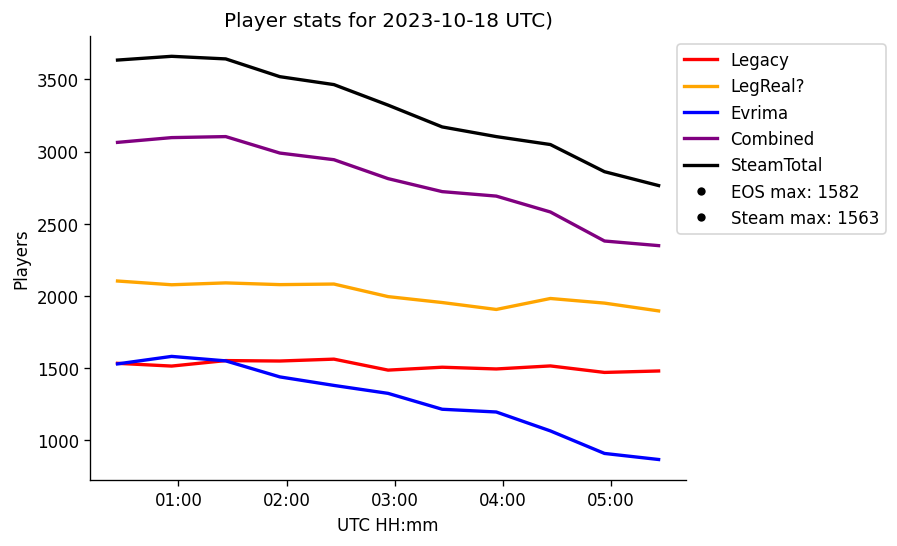 Player stats for 2023-10-18 UTC)
Legacy
LegReal?
Evrima
Combined
SteamTotal
EOS max: 1582
Steam max: 1563
Players
3500
3000
2500
2000
1500
1000
01:00 02:00 03:00 04:00 05:00
UTC HH:mm